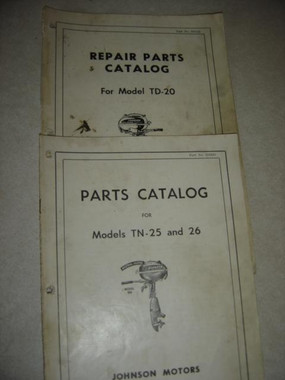 REPAIR PARTS
CATALOG
For Model TD-20
PARTS CATALOG
FOR
Models TN-25 and 26
JOHNSON MOTORS